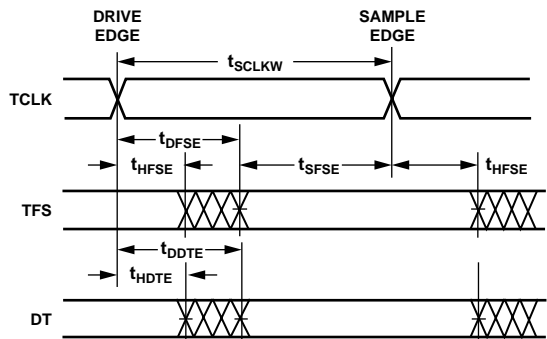 DRIVE
EDGE
SAMPLE
EDGE
tSCLKW
TCLK
tDFSE
tHFSE
tSFSE
tHFSE
TFS
tDDTE
tHDTE
DT